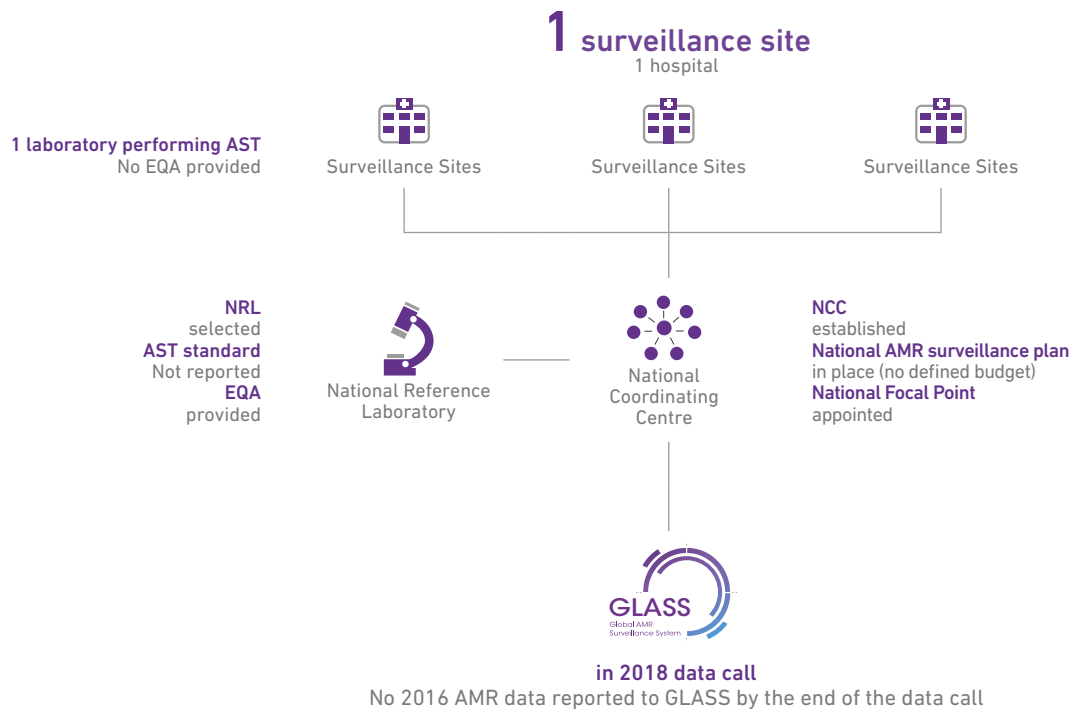 1 surveillance site
1 hospital
1 laboratory performing AST
No EQA provided
Surveillance Sites
Surveillance Sites
Surveillance Sites
NRL
selected
AST standard
Not reported
EQA
provided
National Reference
Laboratory
National
Coordinating
Centre
NCC
established
National AMR surveillance plan
in place (no defined budget)
National Focal Point
appointed
GLASS
Global AMR
Surveillance System
in 2018 data call
No 2016 AMR data reported to GLASS by the end of the data call